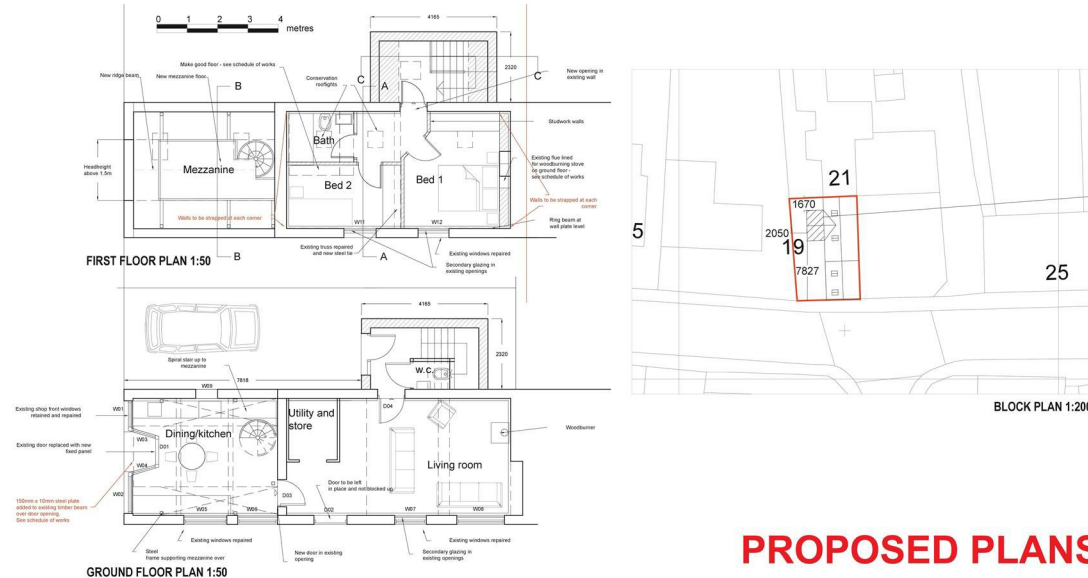 0 1 2 3 4
metres
4165
2320
Make good floor - see schedule of works
New ridge beam
New mezzanine floor
B
Conservation
rooflights
C
A
C
New opening in
existing wall
Studwork walls
Bath
Headheight
above 1.5m
Mezzanine
Bed 2
Bed 1
Existing flue lined
for woodburning stove
on ground floor -
see schedule of works
Walls to be strapped at each
corner
Walls to be strapped at each corner
W11
W12
Ring beam at
wall plate level
Existing truss repaired
and new steel tie
Existing windows repaired
Secondary glazing in
existing openings
B
A
FIRST FLOOR PLAN 1:50
4165
2320
Spiral stair up to
mezzanine
7818
W09
W.C.
Existing shop front windows
retained and repaired
W01
D04
Utility and
store
Woodburner
Dining/kitchen
Existing door replaced with new
fixed panel
W03
D01
W04
Living room
W02
150mm x 10mm steel plate
added to existing timber beam
over door opening.
See schedule of works
Door to be left
in place and not blocked up
D03
W05
W06
D02
W07
W08
Existing windows repaired
Steel
frame supporting mezzanine over
New door in existing
opening
Secondary glazing in
existing openings
Existing windows repaired
GROUND FLOOR PLAN 1:50
21
1670
2050
19
7827
5
25
BLOCK PLAN 1:200
PROPOSED PLANS